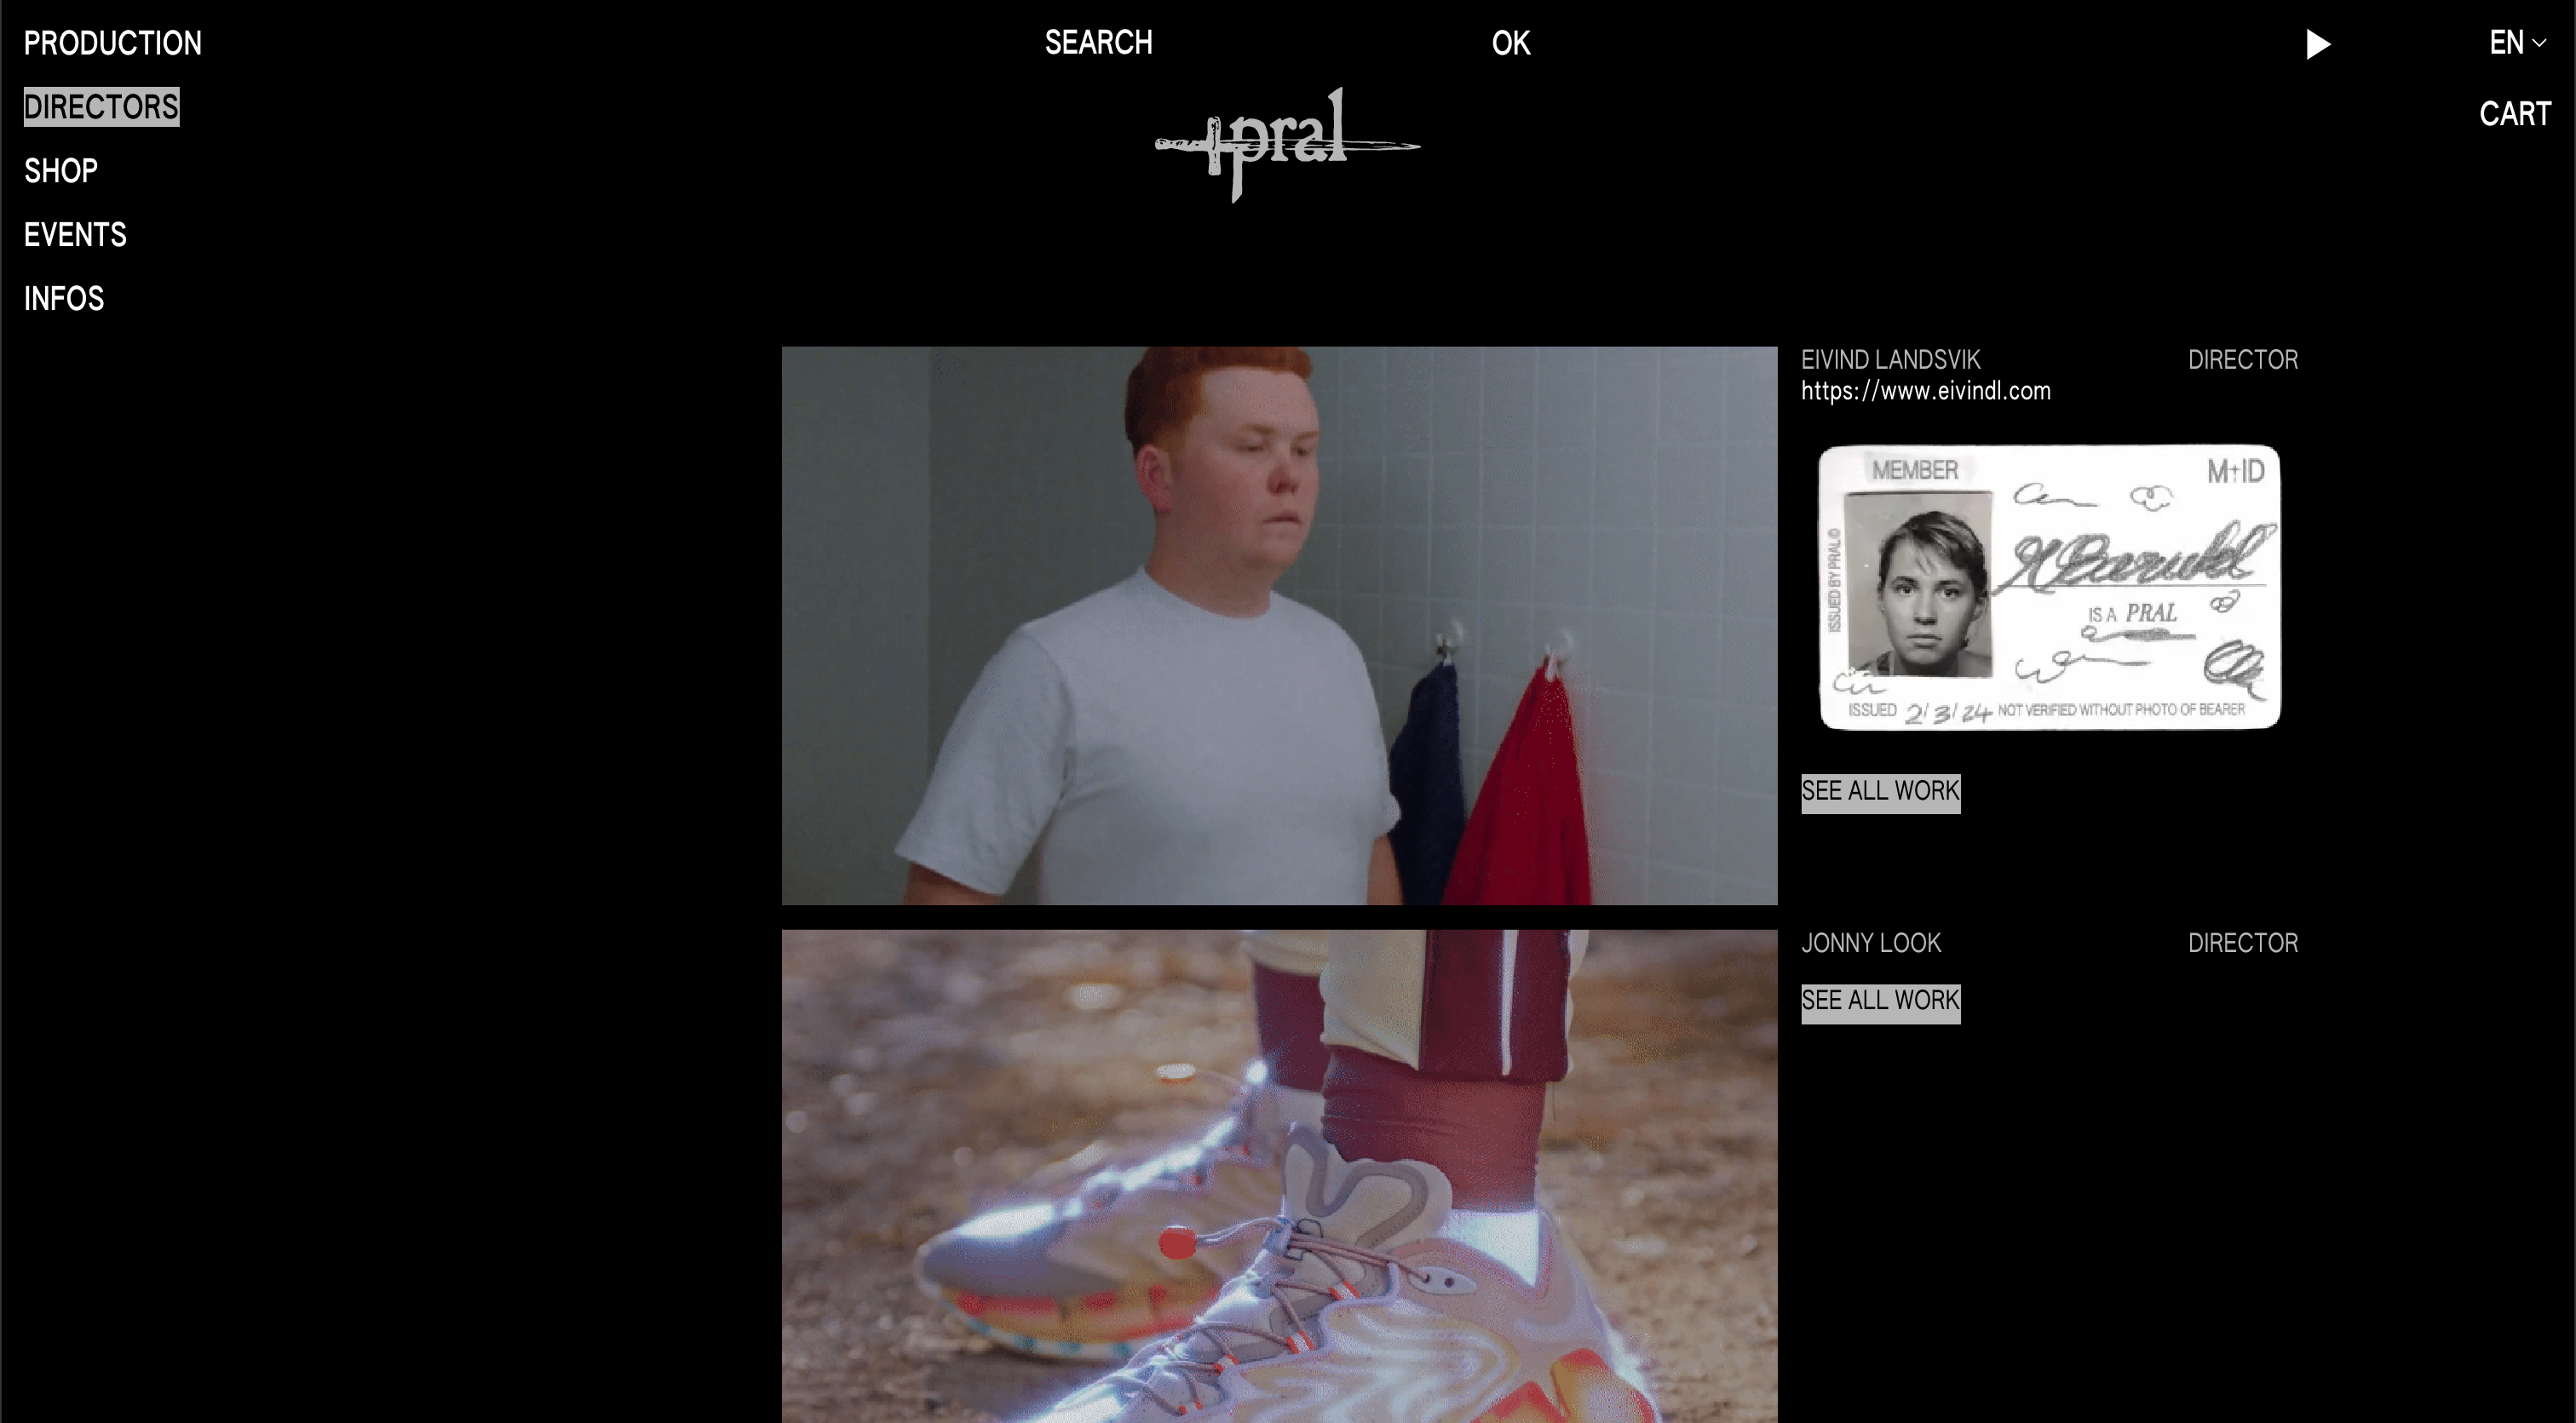 PRODUCTION
DIRECTORS
SHOP
EVENTS
INFOS
SEARCH
OK
EN
CART
pral
EIVIND LANDSVIK
DIRECTOR
https://www.eivindl.com
MEMBER
M+ID
ISSUED BY PRAL©
IS A PRAL
ISSUED 2/3/24 NOT VERIFIED WITHOUT PHOTO OF BEARER
SEE ALL WORK
JONNY LOOK
DIRECTOR
SEE ALL WORK